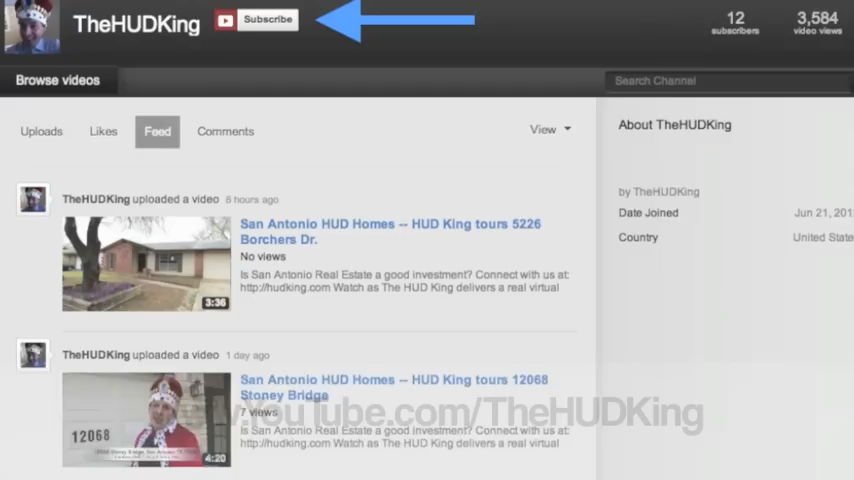 TheHUDKing
Subscribe
12
subscribers
3,584
video views
Browse videos
Search Channel
Uploads
Likes
Feed
Comments
View
About TheHUDKing
by TheHUDKing
Date Joined
Jun 21, 201
Country
United State
TheHUDKing uploaded a video 6 hours ago
San Antonio HUD Homes -- HUD King tours 5226
Borchers Dr.
No views
Is San Antonio Real Estate a good investment? Connect with us at:
http://hudking.com Watch as The HUD King delivers a real virtual
3:36
TheHUDKing uploaded a video 1 day ago
San Antonio HUD Homes -- HUD King tours 12068
Stoney Bridge
7 views
www.YouTube.com/TheHUDKing
Is San Antonio Real Estate a good investment? Connect with us at:
http://hudking.com Watch as The HUD King delivers a real virtual
12068
4:20